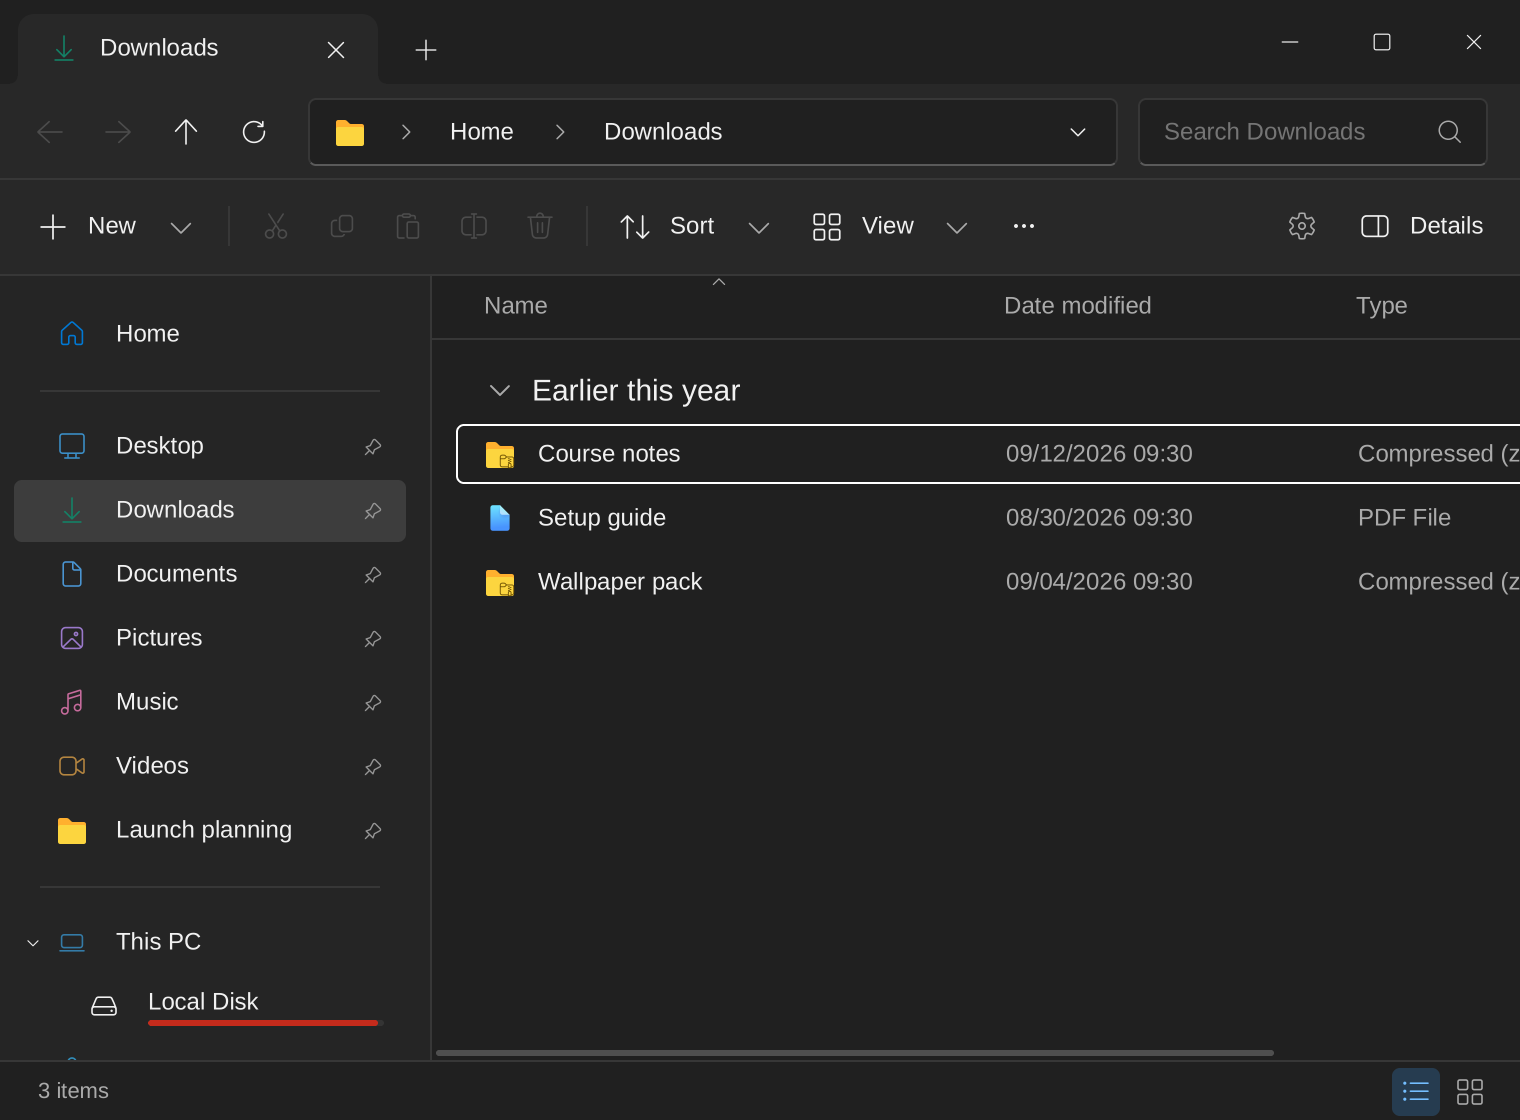 Downloads
Home
Downloads
Search Downloads
New
Sort
View
Details
Home
Desktop
Downloads
Documents
Pictures
Music
Videos
Launch planning
This PC
Local Disk
Name
Date modified
Type
Earlier this year
Course notes 09/12/2026 09:30 Compressed (z
Setup guide 08/30/2026 09:30 PDF File
Wallpaper pack 09/04/2026 09:30 Compressed (z
3 items